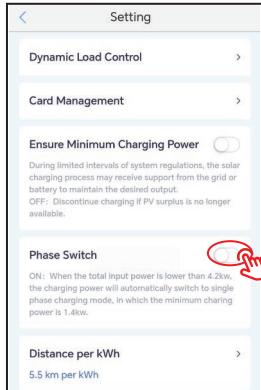 Setting
Dynamic Load Control
Card Management
Ensure Minimum Charging Power
During limited intervals of system regulations, the solar
charging process may receive support from the grid or
battery to maintain the desired output.
OFF: Discontinue charging if PV surplus is no longer
available.
Phase Switch
ON: When the total input power is lower than 4.2kw,
the charging power will automatically switch to single
phase charging mode, in which the minimum charing
power is 1.4kw.
Distance per kWh
5.5 km per kWh